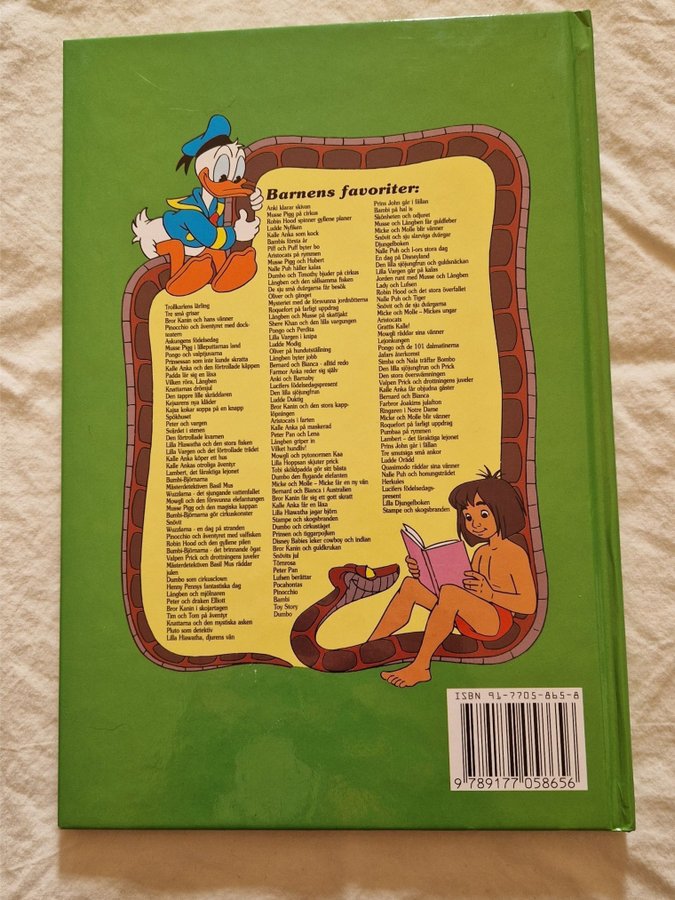 Barnens favoriter:
Trollkarlens lärling
Tre små grisar
Bror Kanin och hans vänner
Pinocchio och äventyret med dock-
teatern
Askungens födelsedag
Musse Pigg i lilleputtarnas land
Pongo och valptjuvarna
Prinsessan som inte kunde skratta
Kalle Anka och den förtrollade käppen
Padda lär sig en läxa
Vilken röra, Långben
Knattarnas drömjul
Den tappre lille skräddaren
Kejsarens nya kläder
Kajsa kokar soppa på en knapp
Spökhuset
Peter och vargen
Svärdet i stenen
Den förtrollade kvarnen
Lilla Hiawatha och den stora fisken
Lilla Vargen och det förtrollade trädet
Kalle Anka köper ett hus
Kalle Ankas otroliga äventyr
Lambert, det fåraktiga lejonet
Bumbi-Björnarna
Mästerdetektiven Basil Mus
Wuzlarna - det sjungande vattenfallet
Mowgli och den försvunna elefantungen
Musse Pigg och den magiska kappan
Bumbi-Björnarna gör cirkuskonster
Snövit
Wuzlarna - en dag på stranden
Pinocchio och äventyret med valfisken
Robin Hood och den gyllene pilen
Bumbi-Björnarna - det brinnande ögat
Valpen Prick och drottningens juveler
Mästerdetektiven Basil Mus räddar
julen
Dumbo som cirkusclown
Henny Pennys fantastiska dag
Långben och mjölnaren
Peter och draken Elliott
Bror Kanin i skojartagen
Tim och Tom på äventyr
Knattarna och den mystiska asken
Pluto som detektiv
Lilla Hiawatha, djurens vän
Anki klarar skivan
Musse Pigg på cirkus
Robin Hood spinner gyllene planer
Ludde Nyfiken
Kalle Anka som kock
Bambis första år
Piff och Puff byter bo
Aristocats på rymmen
Musse Pigg och Hubert
Nalle Puh håller kalas
Dumbo och Timothy bjuder på cirkus
Långben och den sällsamma fisken
De sju små dvärgarna får besök
Oliver och gänget
Mysteriet med de försvunna jordnötterna
Roquefort på farligt uppdrag
Långben och Musse på skattjakt
Shere Khan och den lilla vargungen
Pongo och Perdita
Lilla Vargen i knipa
Ludde Modig
Oliver på hundutställning
Långben byter jobb
Bernard och Bianca - alltid redo
Farmor Anka reder sig själv
Anki och Barnaby
Lucifers födelsedagspresent
Den lilla sjöjungfrun
Ludde Duktig
Bror Kanin och den stora kapp-
löpningen
Aristocats i farten
Kalle Anka på maskerad
Peter Pan och Lena
Långben griper in
Vilket hundliv!
Mowgli och pytonormen Kaa
Lilla Hoppsan skjuter prick
Tobi sköldpadda gör sitt bästa
Dumbo den flygande elefanten
Micke och Molle - Micke får en ny vän
Bernard och Bianca i Australien
Bror Kanin får sig ett gott skratt
Kalle Anka får en läxa
Lilla Hiawatha jagar björn
Stampe och skogsbranden
Dumbo och cirkuståget
Prinsen och tiggarpojken
Disney Babies leker cowboy och indian
Bror Kanin och guldkrukan
Snövits jul
Törnrosa
Peter Pan
Lufsen berättar
Pocahontas
Pinocchio
Bambi
Toy Story
Dumbo
Prins John går i fällan
Bambi på hal is
Skönheten och odjuret
Musse och Långben får guldfeber
Micke och Molle blir vänner
Snövit och sju slarviga dvärgar
Djungelboken
Nalle Puh och I-ors stora dag
En dag på Disneyland
Den lilla sjöjungfrun och guldsnäckan
Lilla Vargen går på kalas
Jorden runt med Musse och Långben
Lady och Lufsen
Robin Hood och det stora överfallet
Nalle Puh och Tiger
Snövit och de sju dvärgarna
Micke och Molle - Mickes ungar
Aristocats
Grattis Kalle!
Mowgli räddar sina vänner
Lejonkungen
Pongo och de 101 dalmatinerna
Jafars återkomst
Simba och Nala träffar Bombo
Den lilla sjöjungfrun och Prick
Den stora översvämningen
Valpen Prick och drottningens juveler
Kalle Anka får objudna gäster
Bernard och Bianca
Farbror Joakims julafton
Ringaren i Notre Dame
Micke och Molle blir vänner
Roquefort på farligt uppdrag
Pumbaa på rymmen
Lambert - det fåraktiga lejonet
Prins John går i fällan
Tre smutsiga små ankor
Ludde Orädd
Quasimodo räddar sina vänner
Nalle Puh och honungsträdet
Herkules
Lucifers födelsedags-
present
Lilla Djungelboken
Stampe och skogsbranden
ISBN 91-7705-865-8
9 789177 058656